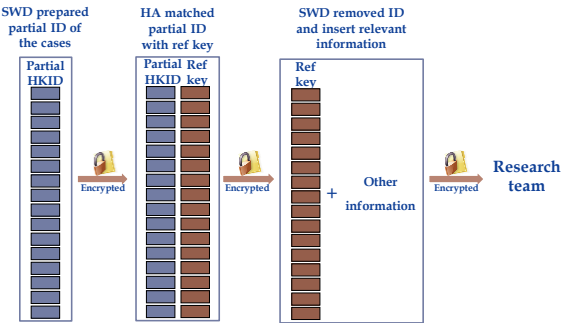 SWD prepared
partial ID of
the cases
HA matched
partial ID
with ref key
SWD removed ID
and insert relevant
information
Partial
HKID
Partial Ref
HKID key
Ref
key
Encrypted
Encrypted
+
Other
information
Encrypted
Research
team